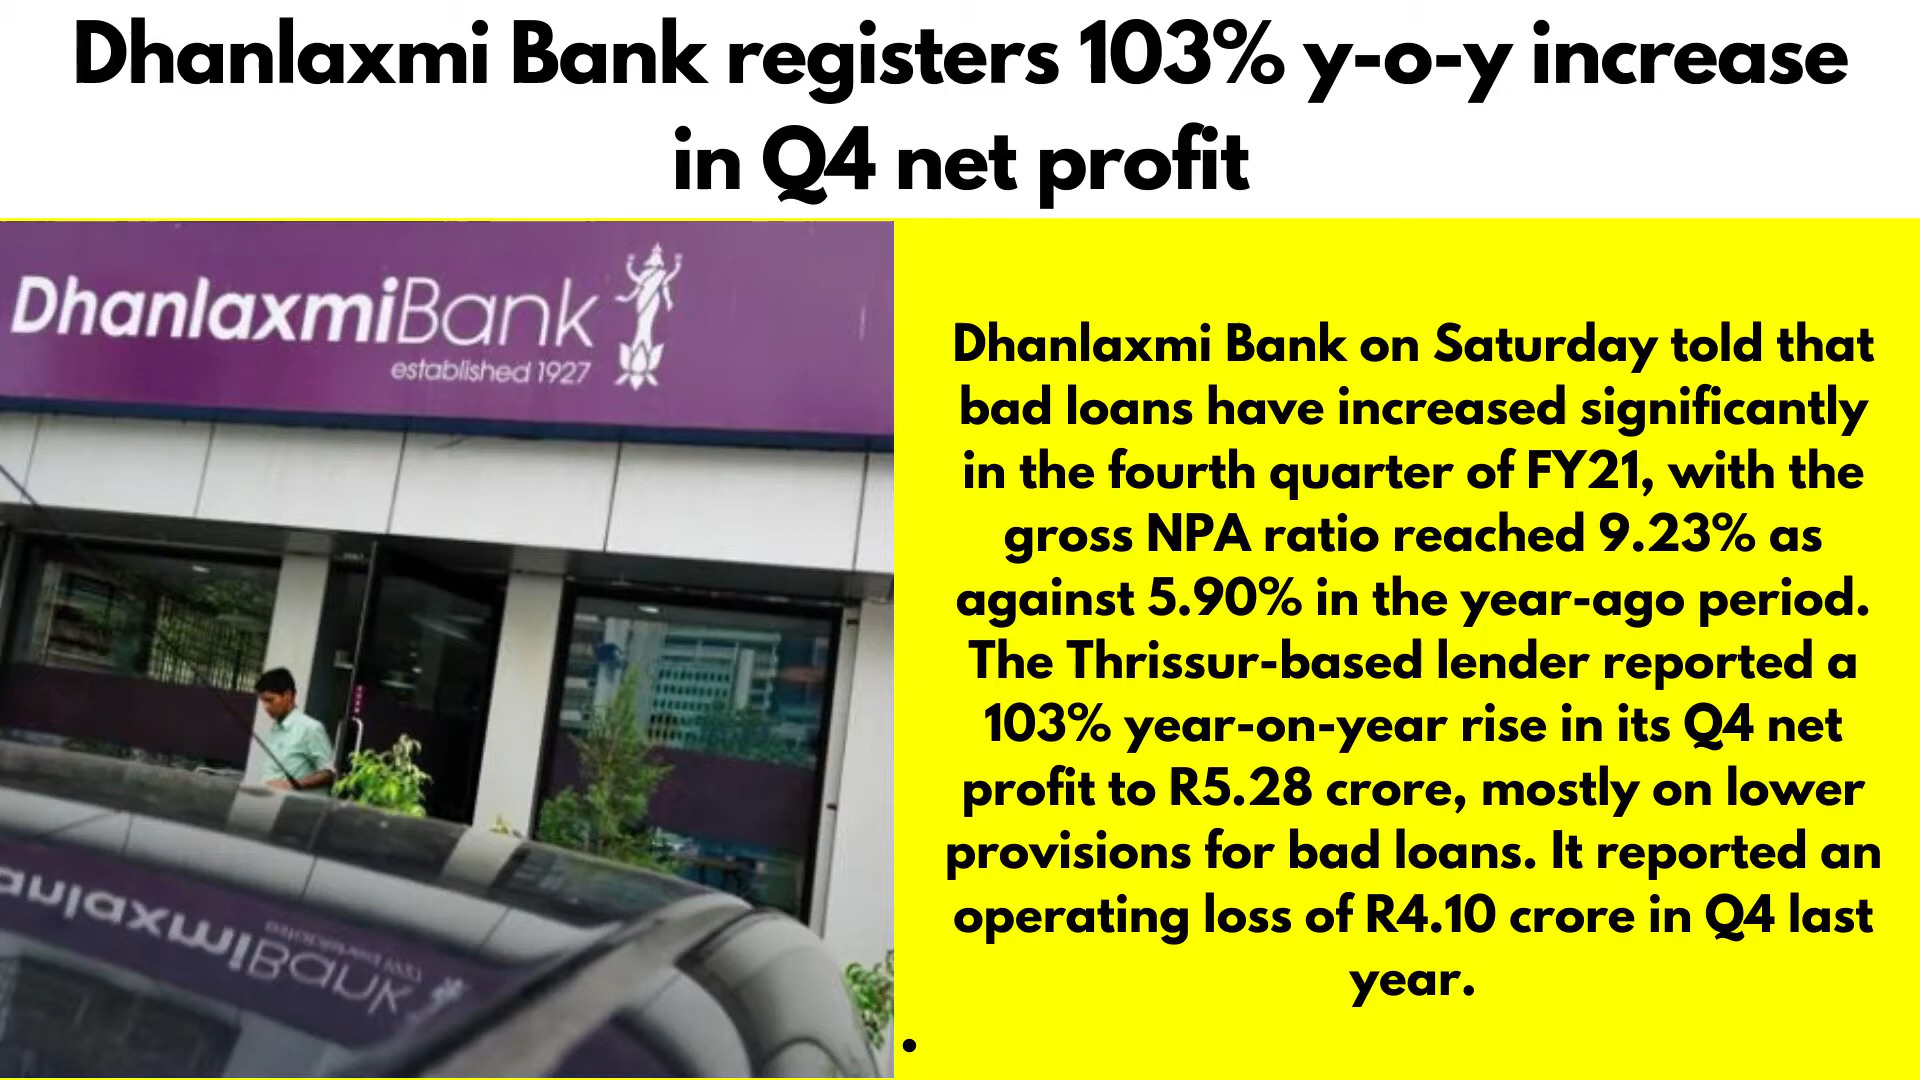 Dhanlaxmi Bank registers 103% y-o-y increase
in Q4 net profit
DhanlaxmiBank
established 1927
Dhanlaxmi Bank on Saturday told that
bad loans have increased significantly
in the fourth quarter of FY21, with the
gross NPA ratio reached 9.23% as
against 5.90% in the year-ago period.
The Thrissur-based lender reported a
103% year-on-year rise in its Q4 net
profit to R5.28 crore, mostly on lower
provisions for bad loans. It reported an
operating loss of R4.10 crore in Q4 last
year.
•
anlaxmiBank